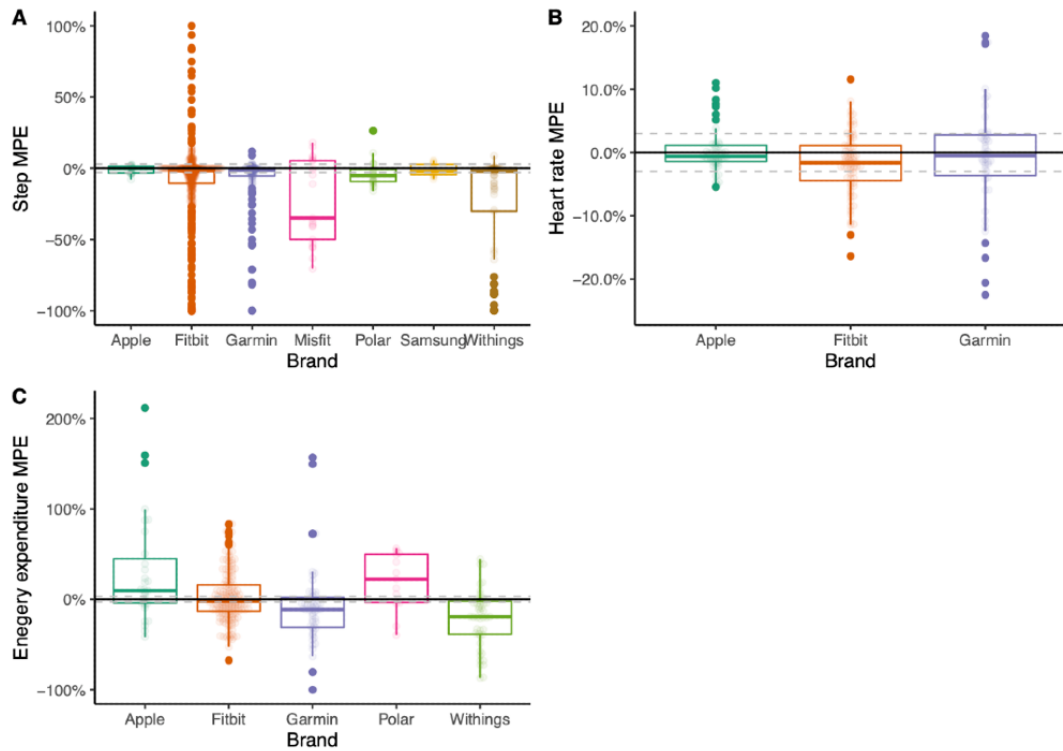 A
100%
50%
0%
−50%
−100%
Step MPE
Apple Fitbit Garmin Misfit Polar Samsung Withings
Brand
B
20.0%
10.0%
0.0%
−10.0%
−20.0%
Heart rate MPE
Apple Fitbit Garmin
Brand
C
200%
100%
0%
−100%
Enegery expenditure MPE
Apple Fitbit Garmin Polar Withings
Brand